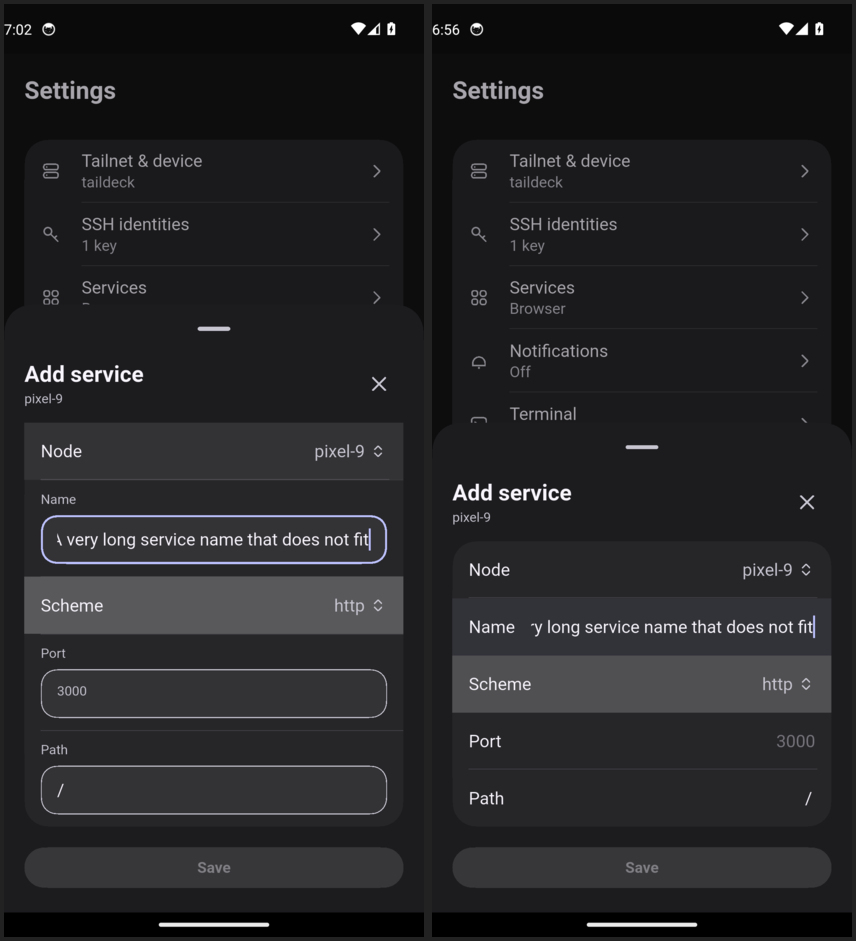 7:02
Settings
Tailnet & device
taildeck
SSH identities
1 key
Services
Add service
pixel-9
Node pixel-9
Name
very long service name that does not fit
Scheme http
Port
3000
Path
/
Save
6:56
Settings
Tailnet & device
taildeck
SSH identities
1 key
Services
Browser
Notifications
Off
Terminal
Add service
pixel-9
Node pixel-9
Name ry long service name that does not fit
Scheme http
Port 3000
Path /
Save